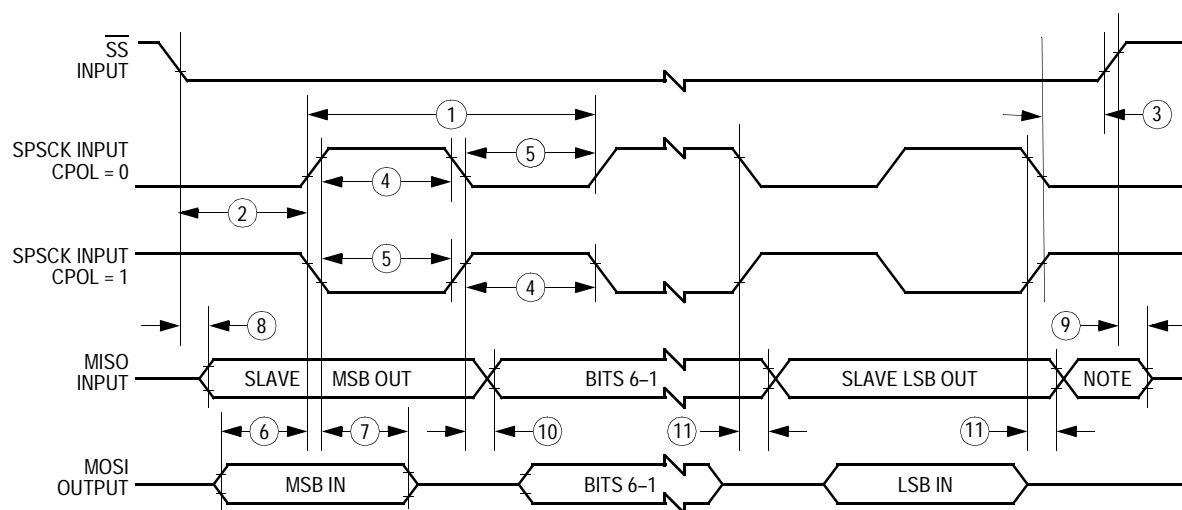 SS
INPUT
1
3
SPSCK INPUT
CPOL = 0
5
4
2
SPSCK INPUT
CPOL = 1
5
4
8
9
MISO
INPUT
SLAVE MSB OUT
BITS 6–1
SLAVE LSB OUT
NOTE
6
7
10
11
11
MOSI
OUTPUT
MSB IN
BITS 6–1
LSB IN